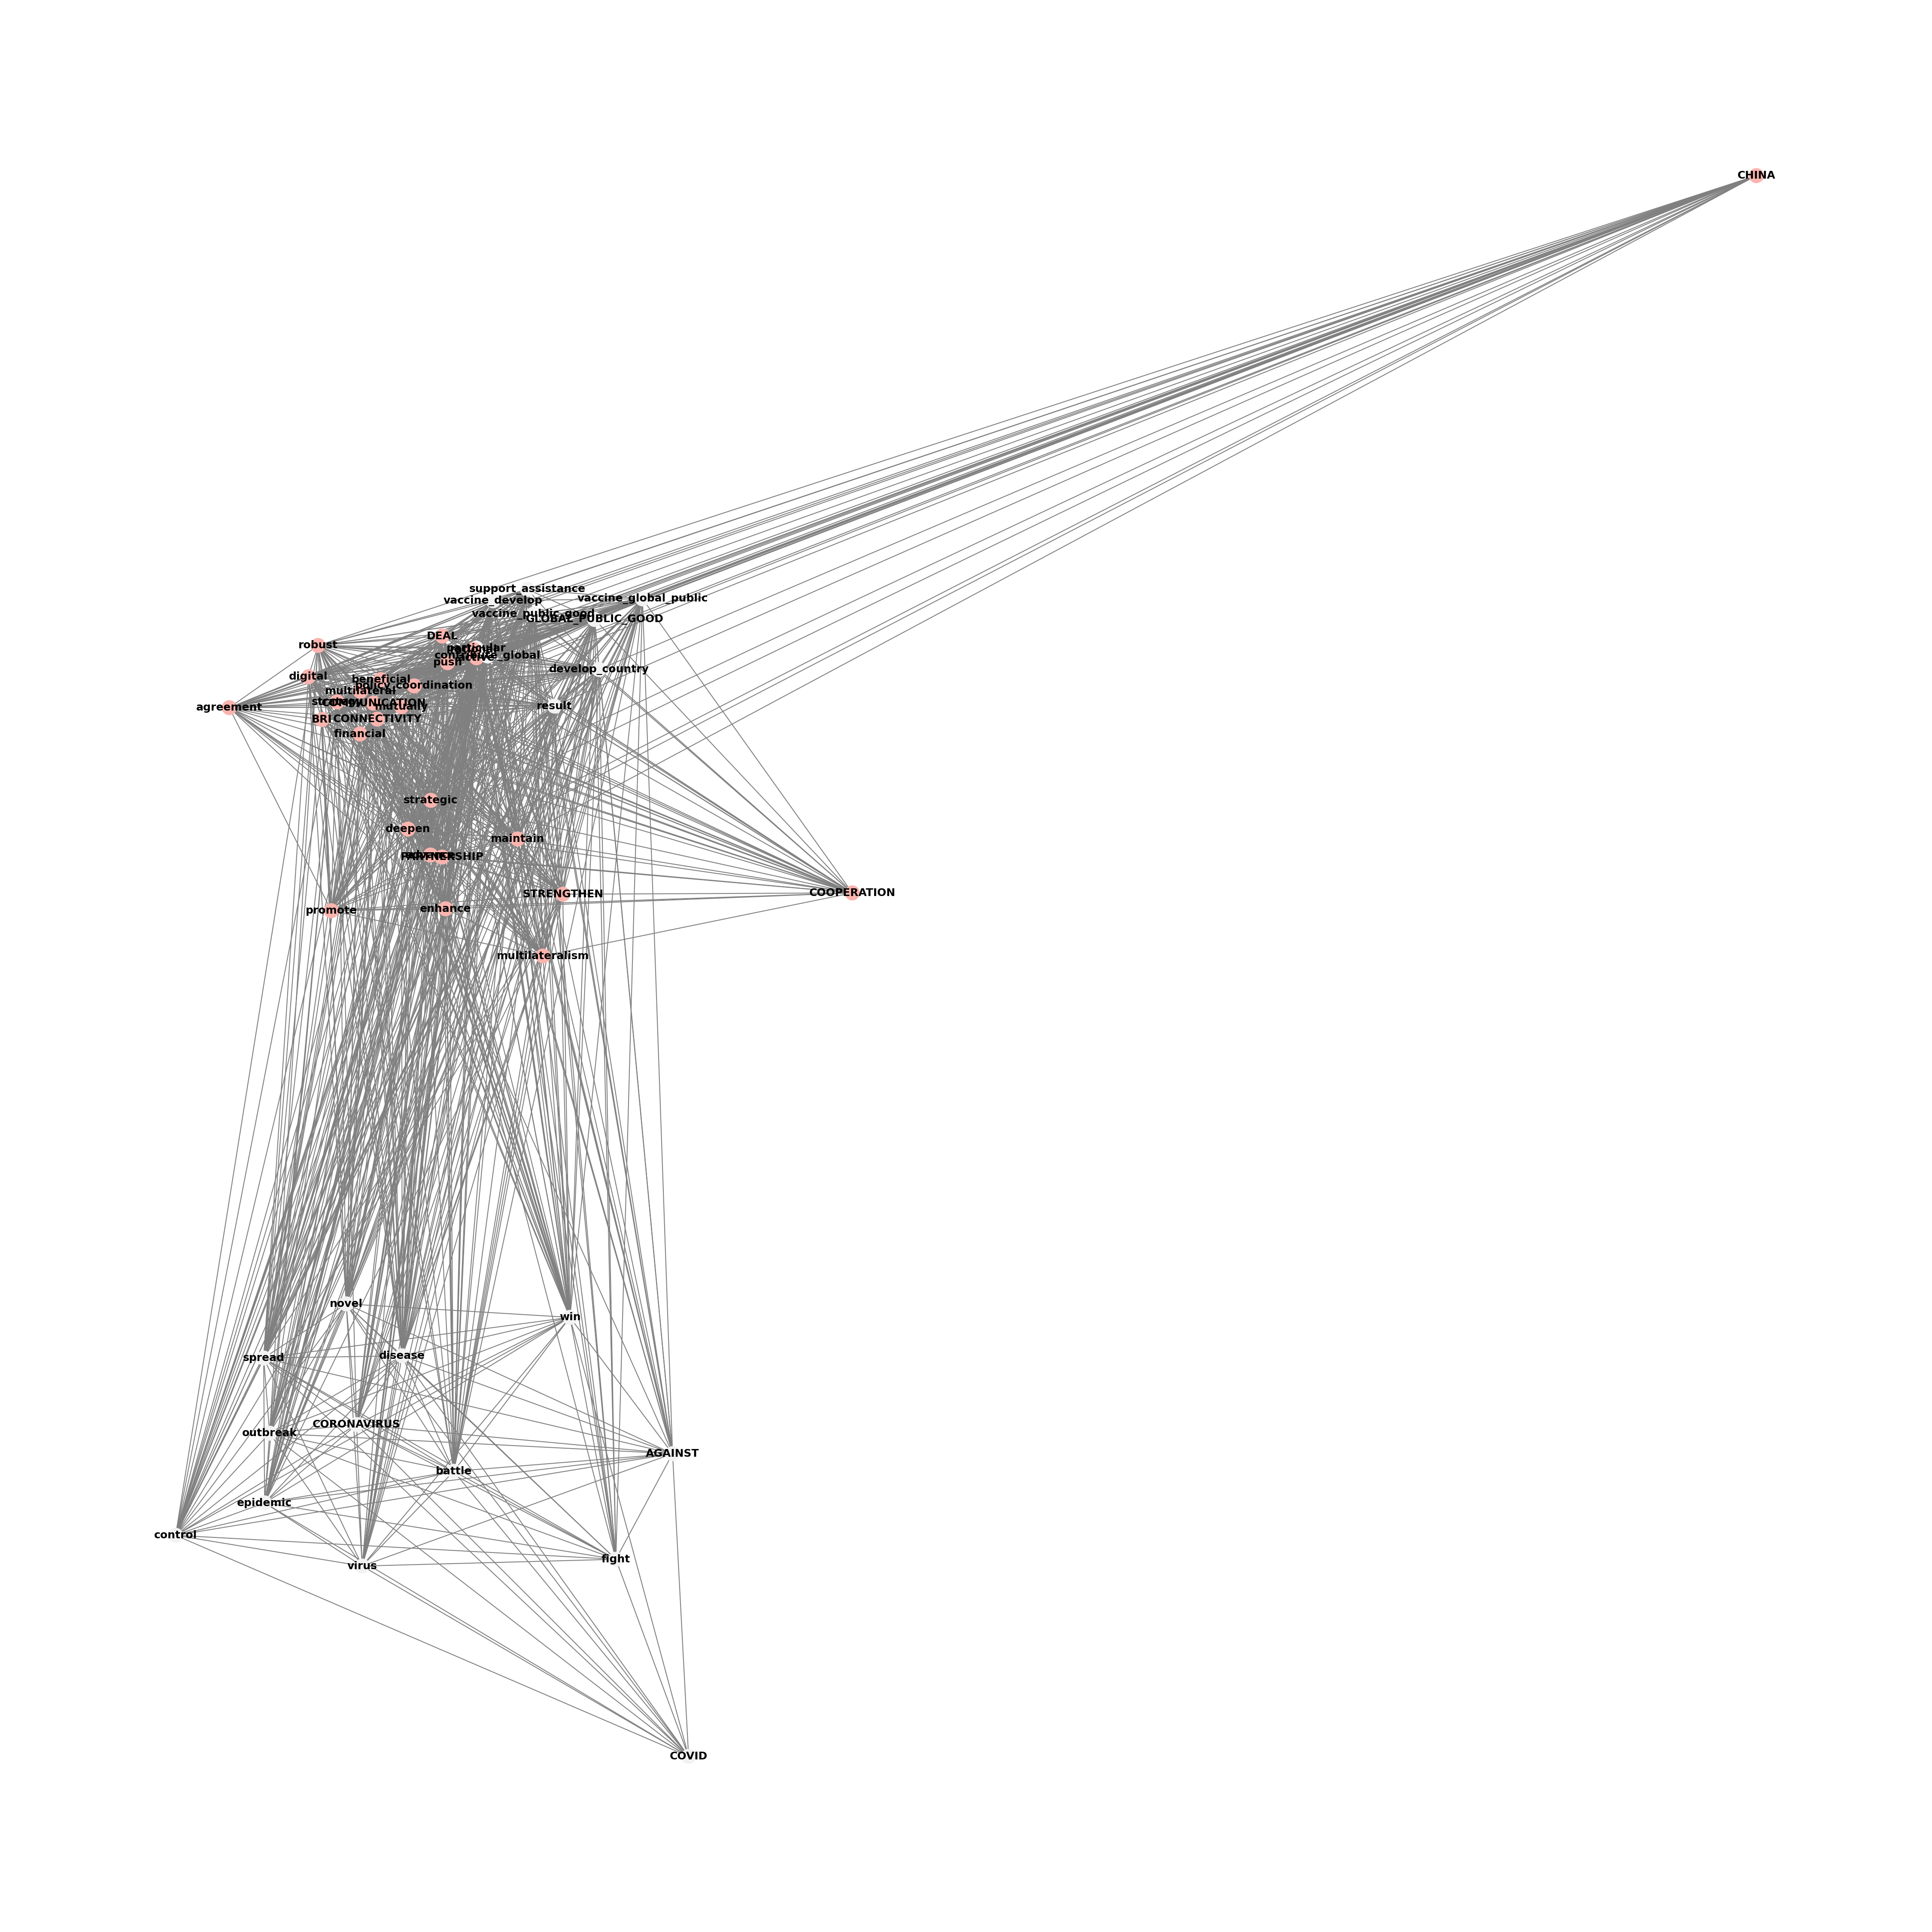 CHINA
support_assistance
vaccine_develop
vaccine_global_public
vaccine_public_good
GLOBAL_PUBLIC_GOOD
DEAL
robust
particular
contribute_global
push
develop_country
digital
beneficial
policy_coordination
multilateral
COMMUNICATION
mutually
agreement
result
BRI
CONNECTIVITY
financial
strategic
deepen
maintain
PARTNERSHIP
STRENGTHEN
COOPERATION
promote
enhance
multilateralism
novel
win
spread
disease
CORONAVIRUS
outbreak
AGAINST
battle
epidemic
control
virus
fight
COVID